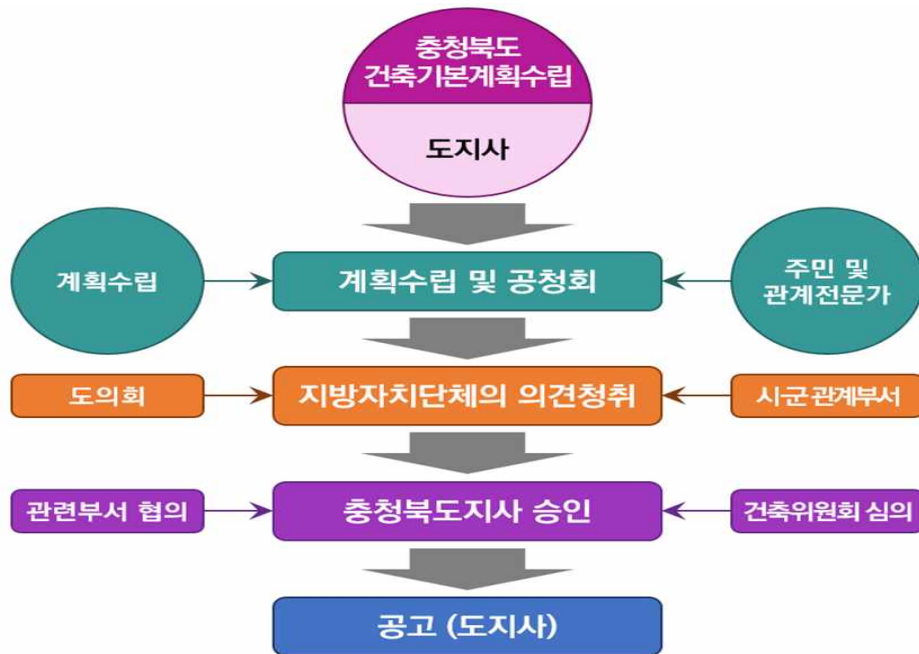 충청북도
건축기본계획수립
도지사
계획수립
계획수립 및 공청회
주민 및
관계전문가
도의회
지방자치단체의 의견청취
시·군 관계부서
관련부서 협의
충청북도지사 승인
건축위원회 심의
공고 (도지사)